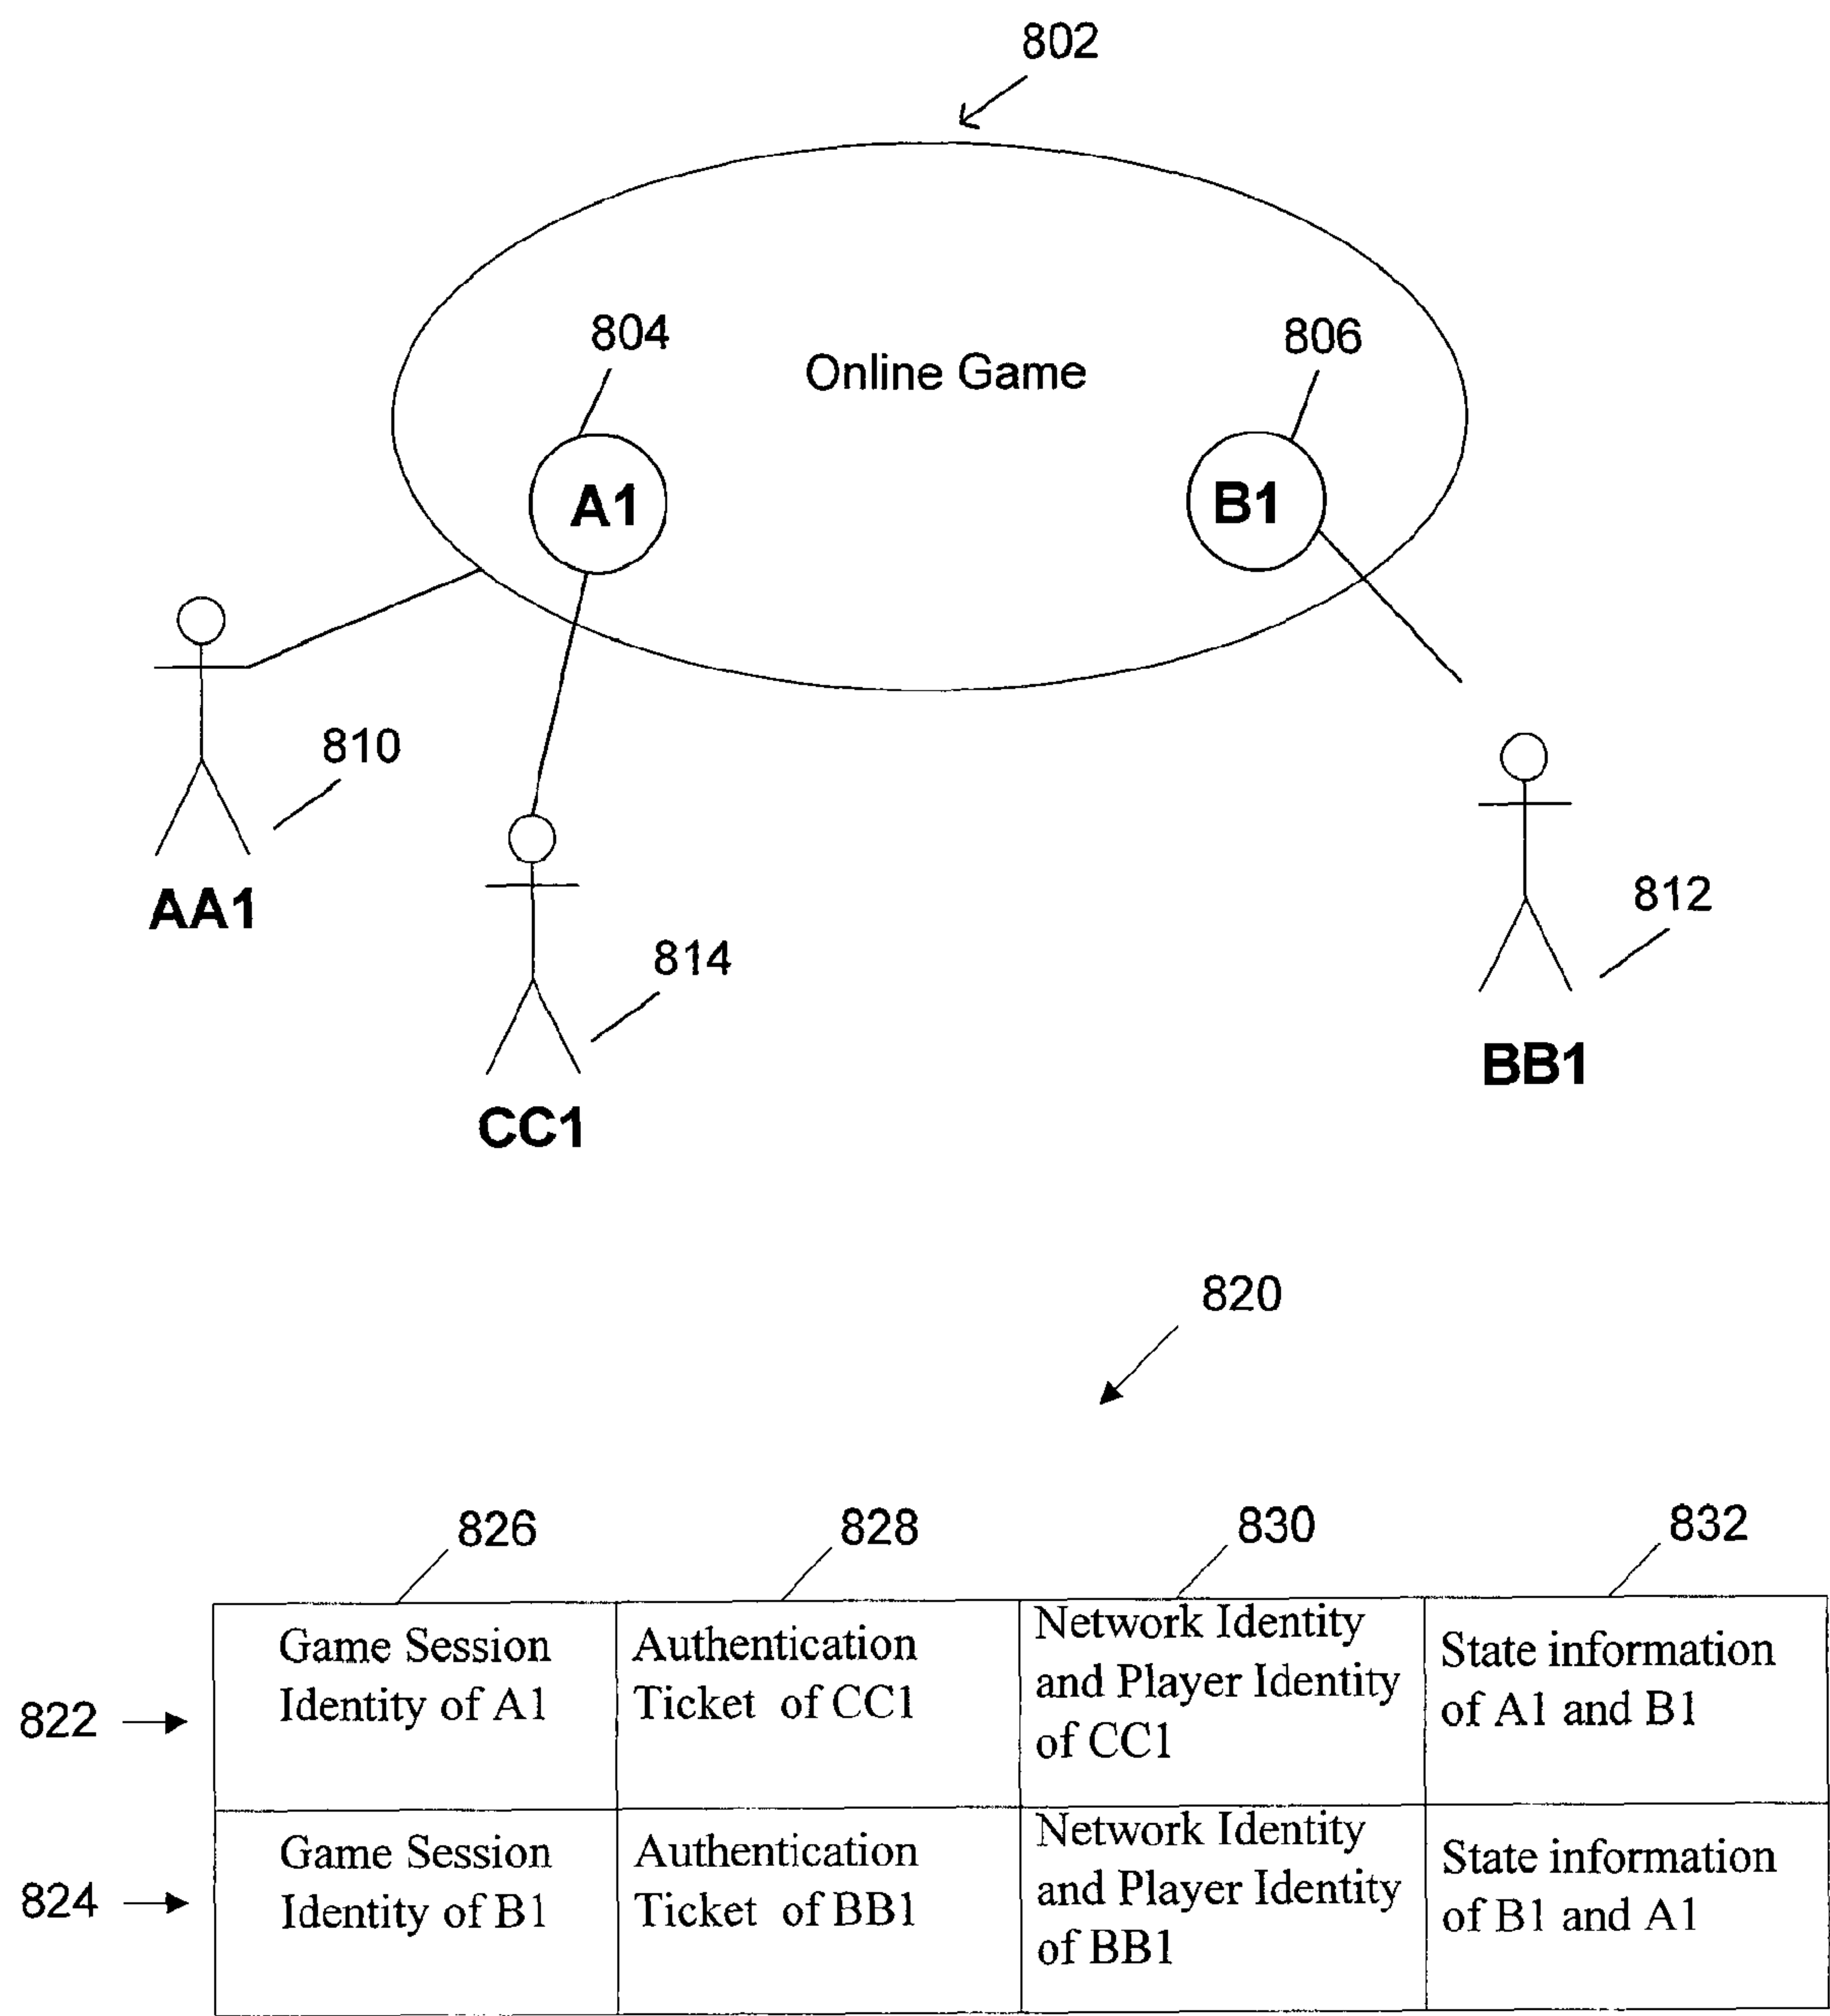 802
804
Online Game
806
A1
B1
810
AA1
812
814
BB1
CC1
820
826
828
830
832
822
Game Session
Identity of A1
Authentication
Ticket of CC1
Network Identity
and Player Identity
of CC1
State information
of A1 and B1
824
Game Session
Identity of B1
Authentication
Ticket of BB1
Network Identity
and Player Identity
of BB1
State information
of B1 and A1